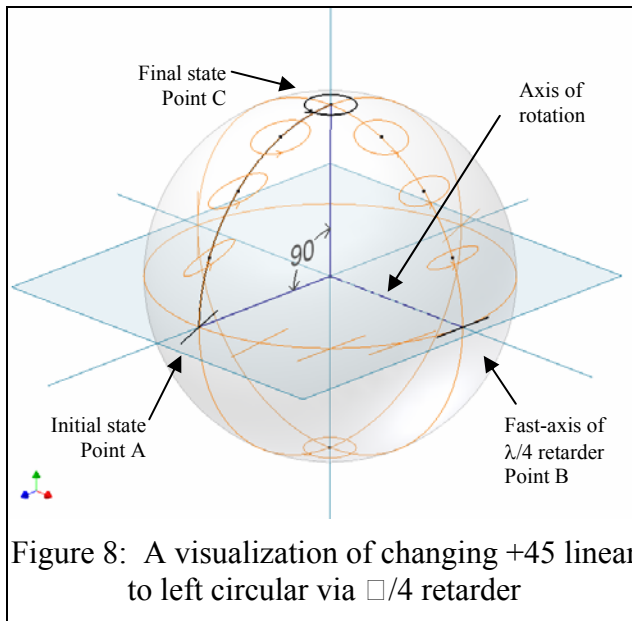 Final state
Point C
Axis of
rotation
90
Initial state
Point A
Fast-axis of
λ/4 retarder
Point B
Figure 8: A visualization of changing +45 linear
to left circular via □/4 retarder